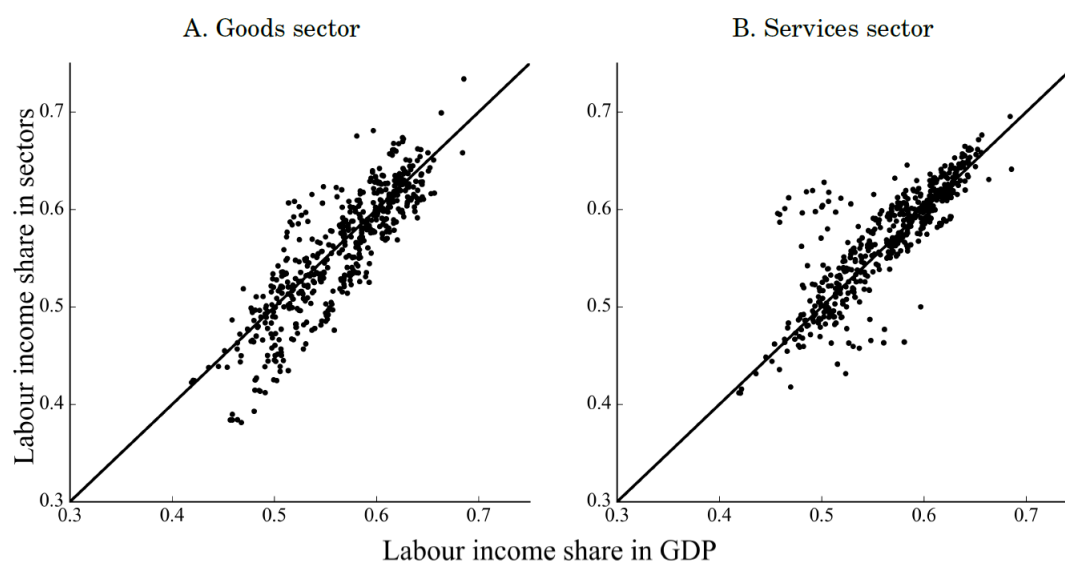 A. Goods sector
B. Services sector
Labour income share in sectors
0.7
0.6
0.5
0.4
0.3
0.3 0.4 0.5 0.6 0.7
0.7
0.6
0.5
0.4
0.3
0.3 0.4 0.5 0.6 0.7
Labour income share in GDP